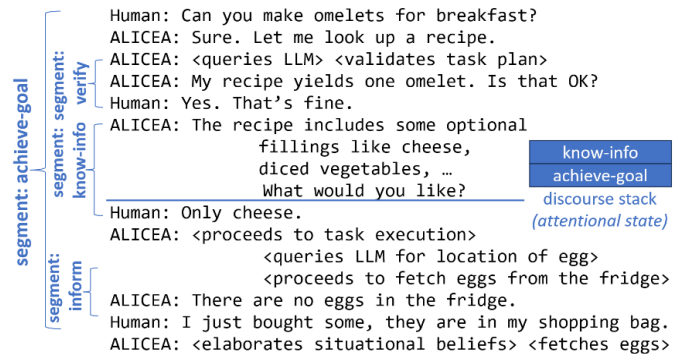 Human: Can you make omelets for breakfast?
ALICEA: Sure. Let me look up a recipe.
ALICEA: <queries LLM> <validates task plan>
ALICEA: My recipe yields one omelet. Is that OK?
Human: Yes. That's fine.
ALICEA: The recipe includes some optional
fillings like cheese,
diced vegetables, …
What would you like?
Human: Only cheese.
ALICEA: <proceeds to task execution>
<queries LLM for location of egg>
<proceeds to fetch eggs from the fridge>
ALICEA: There are no eggs in the fridge.
Human: I just bought some, they are in my shopping bag.
ALICEA: <elaborates situational beliefs> <fetches eggs>
segment: achieve-goal
segment:
verify
segment:
know-info
segment:
inform
know-info
achieve-goal
discourse stack
(attentional state)